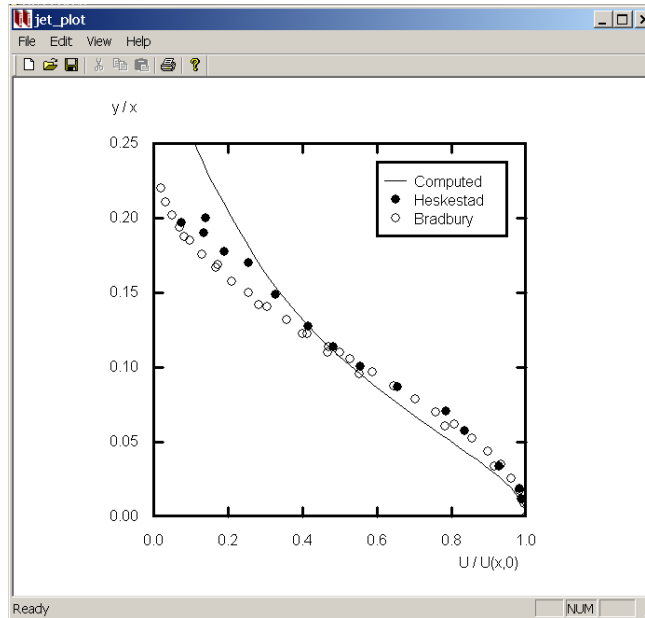 jet_plot
File Edit View Help
y / x
0.25
Computed
Heskestad
Bradbury
0.20
0.15
0.10
0.05
0.00
0.0 0.2 0.4 0.6 0.8 1.0
U / U(x,0)
Ready NUM